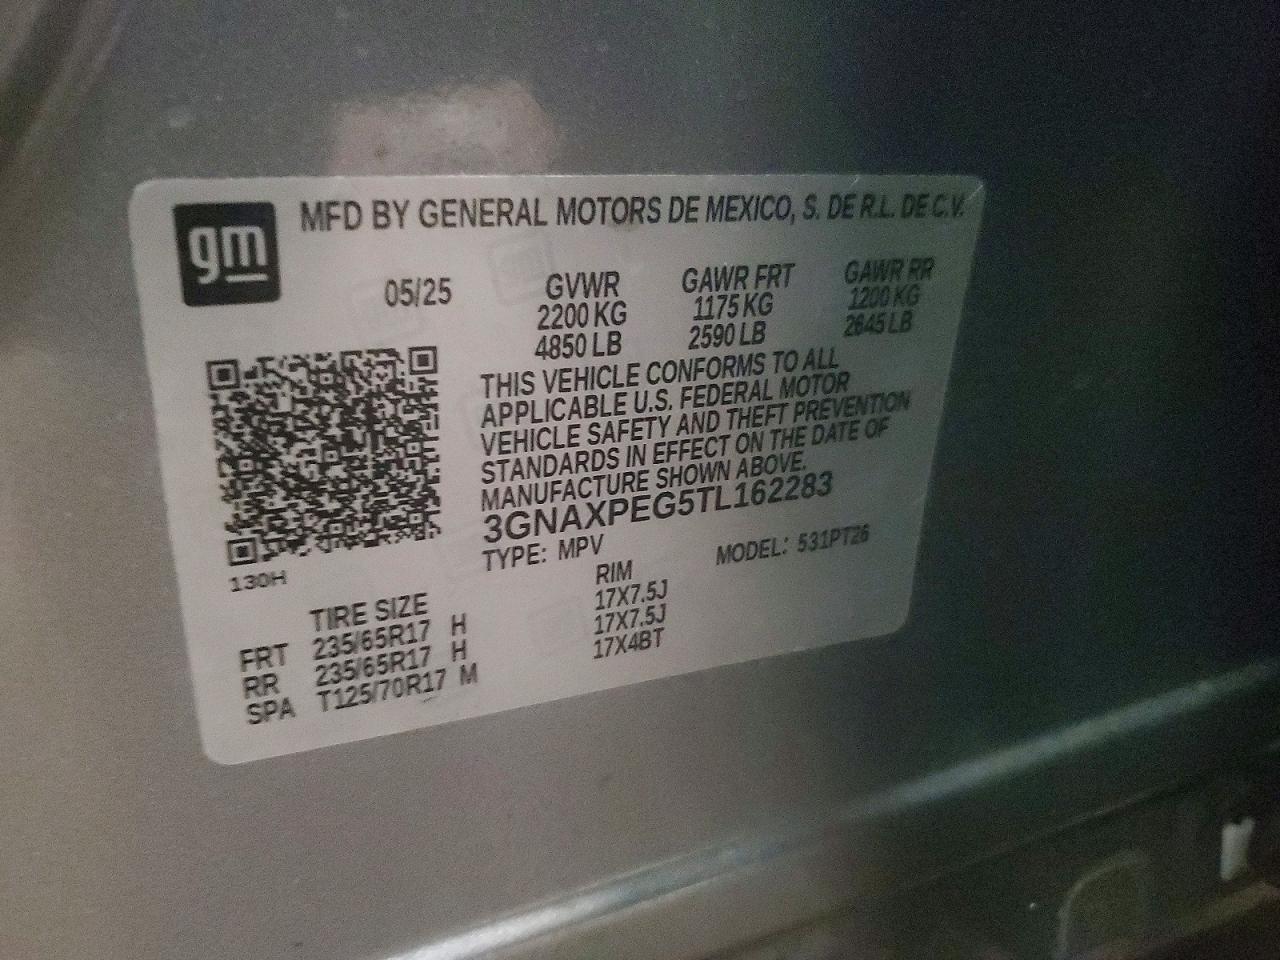 gm
MFD BY GENERAL MOTORS DE MEXICO, S. DE R.L. DE C.V.
05/25
GVWR GAWR FRT GAWR RR
2200 KG 1175 KG 1200 KG
4850 LB 2590 LB 2645 LB
THIS VEHICLE CONFORMS TO ALL
APPLICABLE U.S. FEDERAL MOTOR
VEHICLE SAFETY AND THEFT PREVENTION
STANDARDS IN EFFECT ON THE DATE OF
MANUFACTURE SHOWN ABOVE.
3GNAXPEG5TL162283
TYPE: MPV MODEL: 531PT26
130H
TIRE SIZE RIM
FRT 235/65R17 H 17X7.5J
RR 235/65R17 H 17X7.5J
SPA T125/70R17 M 17X4BT